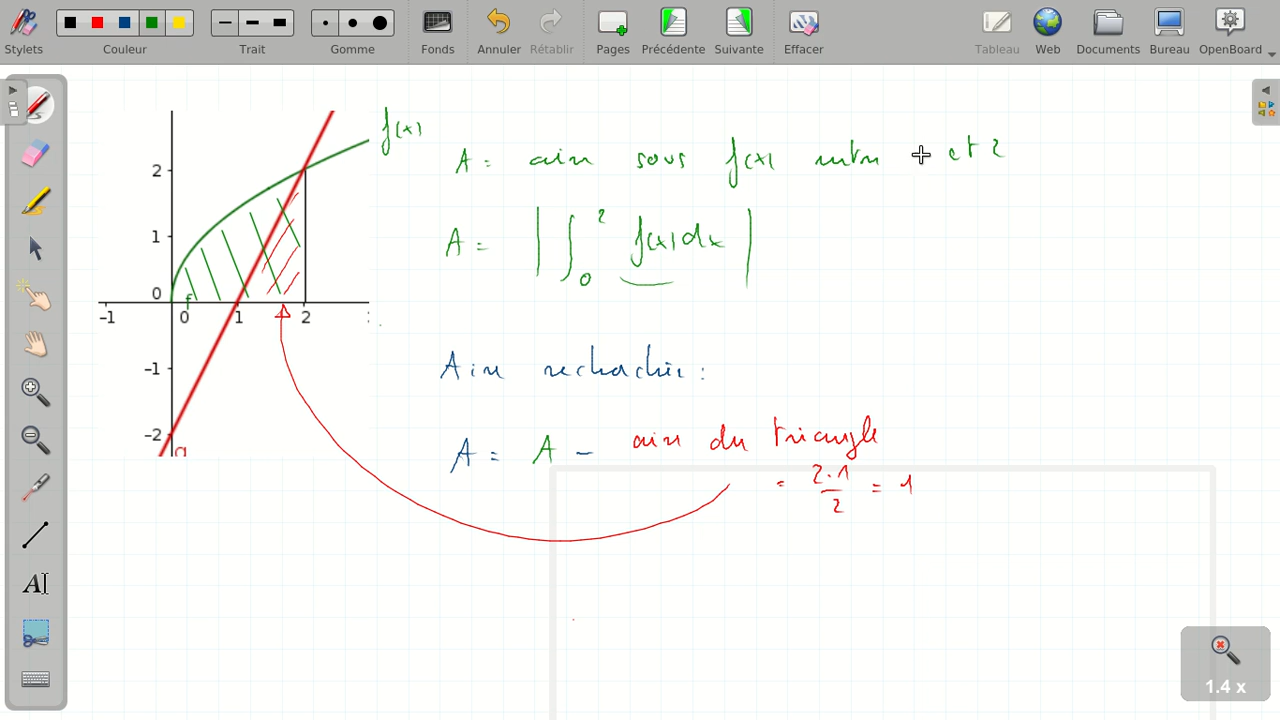 Stylets Couleur Trait Gomme Fonds Annuler Rétablir Pages Précédente Suivante Effacer Tableau Web Documents Bureau OpenBoard
f(x)
A = aire sous f(x) entre et 2
A = | ∫₀² f(x)dx |
2
1
0
-1 0 1 2
-1
-2
f
g
Aire recherchée :
A = A - aire du triangle
= 2·1/2 = 1
1.4 x